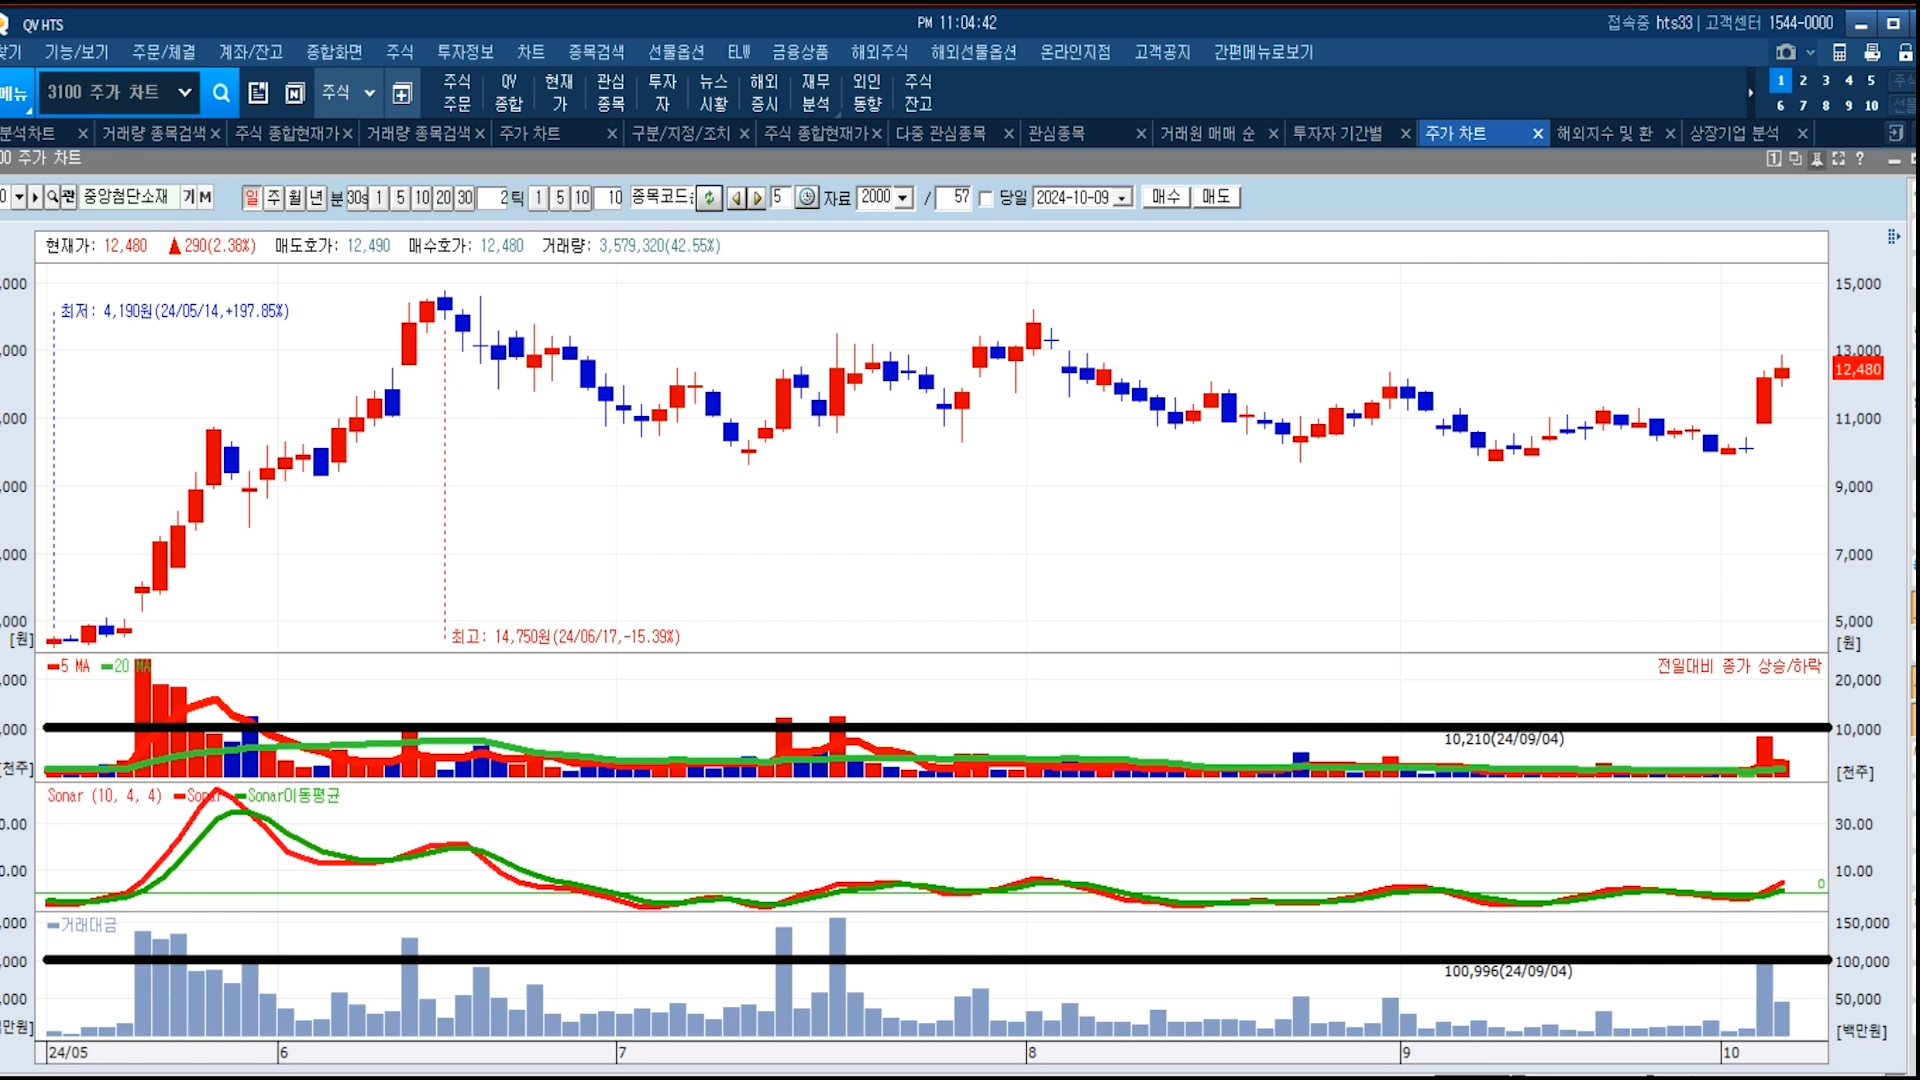 QV HTS
PM 11:04:42
접속중 hts33 | 고객센터 1544-0000
찾기 기능/보기 주문/체결 계좌/잔고 종합화면 주식 투자정보 차트 종목검색 선물옵션 ELW 금융상품 해외주식 해외선물옵션 온라인지점 고객공지 간편메뉴로보기
메뉴 3100 주가 차트 주식
주식 주문 QV 종합 현재가 관심 종목 투자자 뉴스 시황 해외 증시 재무 분석 외인 동향 주식 잔고
1 2 3 4 5
6 7 8 9 10
분석차트 거래량 종목검색 주식 종합현재가 거래량 종목검색 주가 차트 구분/지정/조치 주식 종합현재가 다중 관심종목 관심종목 거래원 매매 순 투자자 기간별 주가 차트 해외지수 및 환 상장기업 분석
00 주가 차트
0 관 중앙첨단소재 기 M 일 주 월 년 분 30s 1 5 10 20 30 2 틱 1 5 10 10 종목코드 5 자료 2000 / 57 당일 2024-10-09 매수 매도
현재가: 12,480 ▲290(2.38%) 매도호가: 12,490 매수호가: 12,480 거래량: 3,579,320(42.55%)
,000 15,000
최저: 4,190원(24/05/14,+197.85%)
,000 13,000
12,480
,000 11,000
,000 9,000
,000 7,000
,000 5,000
최고: 14,750원(24/06/17,-15.39%)
[원] [원]
5 MA 20 MA 전일대비 종가 상승/하락
,000 20,000
,000 10,000
10,210(24/09/04)
[천주] [천주]
Sonar (10, 4, 4) Sonar Sonar이동평균
0.00 30.00
0.00 10.00
0
거래대금
,000 150,000
,000 100,000
100,996(24/09/04)
,000 50,000
백만원] [백만원]
24/05 6 7 8 9 10